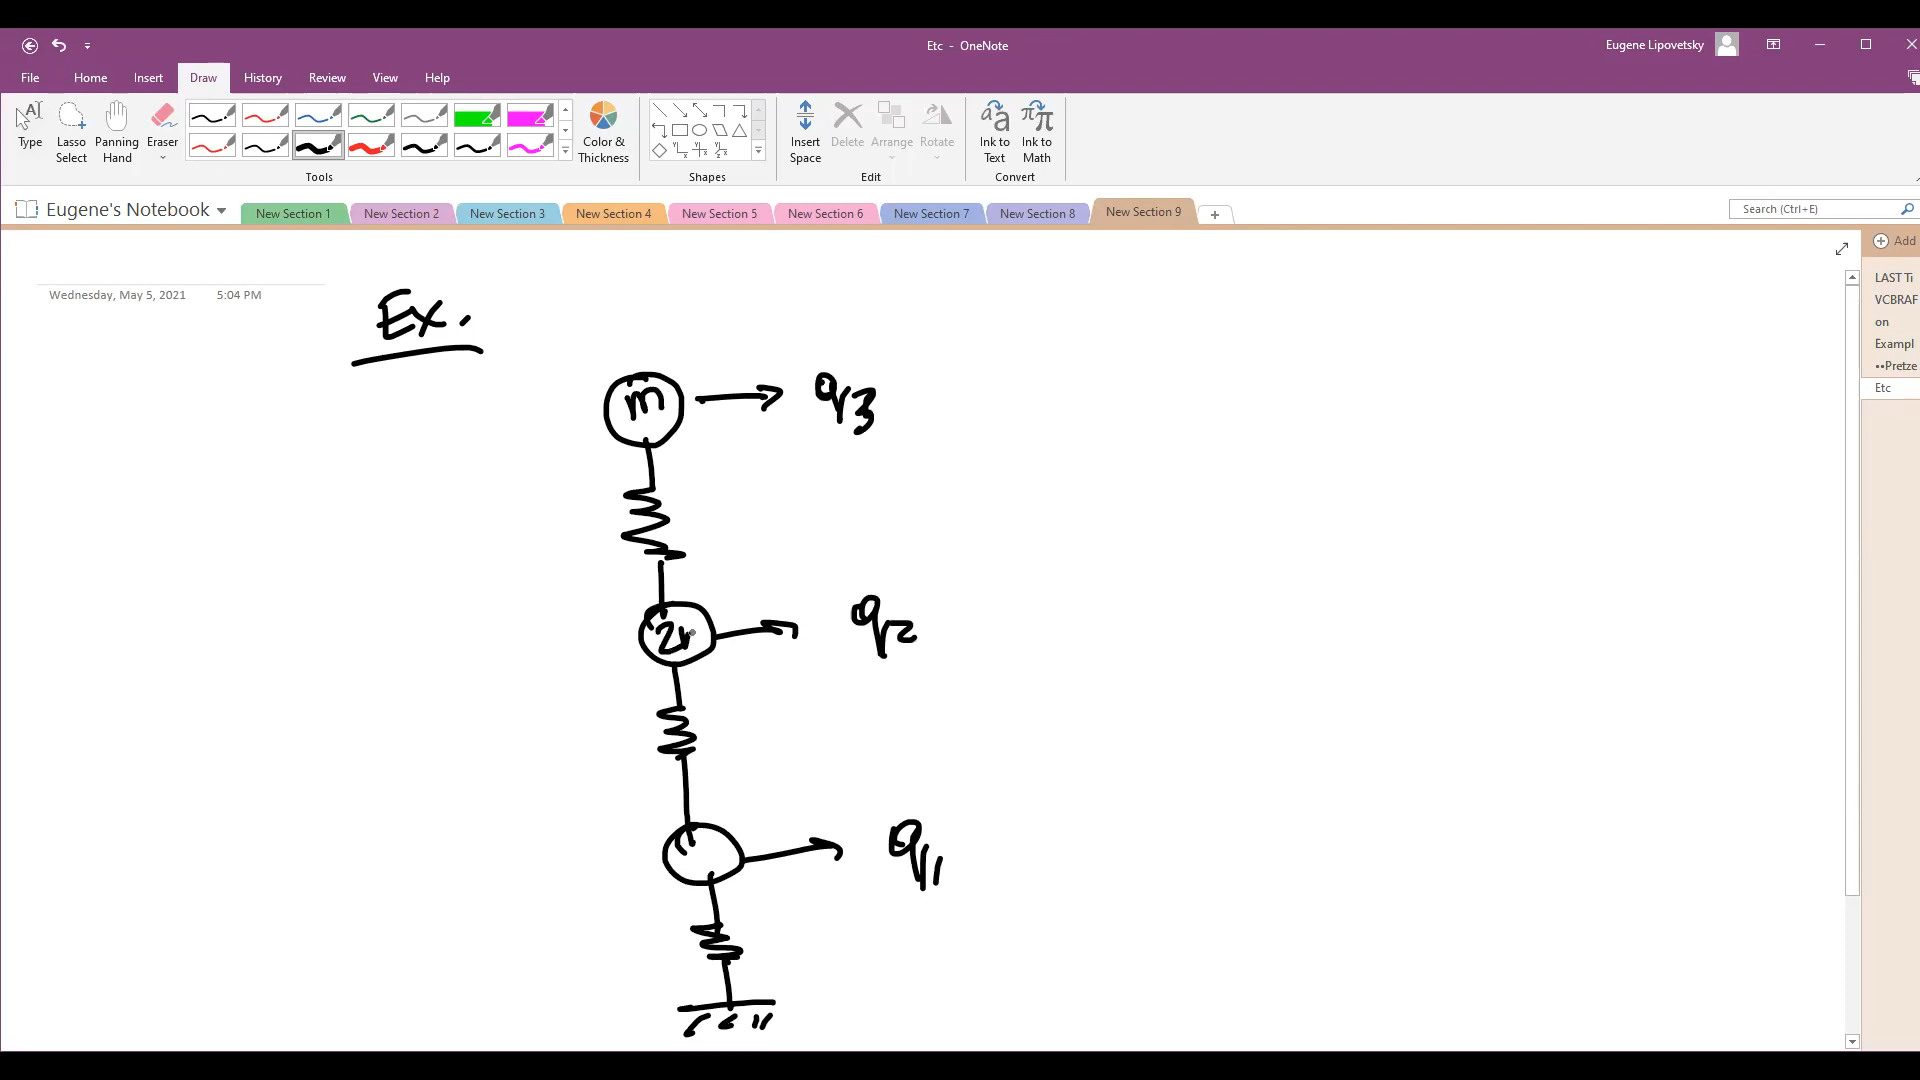 Etc - OneNote
Eugene Lipovetsky
File Home Insert Draw History Review View Help
Type
Lasso Select
Panning Hand
Eraser
Color & Thickness
Insert Space
Delete
Arrange
Rotate
Ink to Text
Ink to Math
Tools
Shapes
Edit
Convert
Eugene's Notebook
New Section 1
New Section 2
New Section 3
New Section 4
New Section 5
New Section 6
New Section 7
New Section 8
New Section 9
Search (Ctrl+E)
Add
LAST Ti
VCBRAF
on
Exampl
••Pretze
Etc
Wednesday, May 5, 2021 5:04 PM
Ex.
m
q3
q2
q1